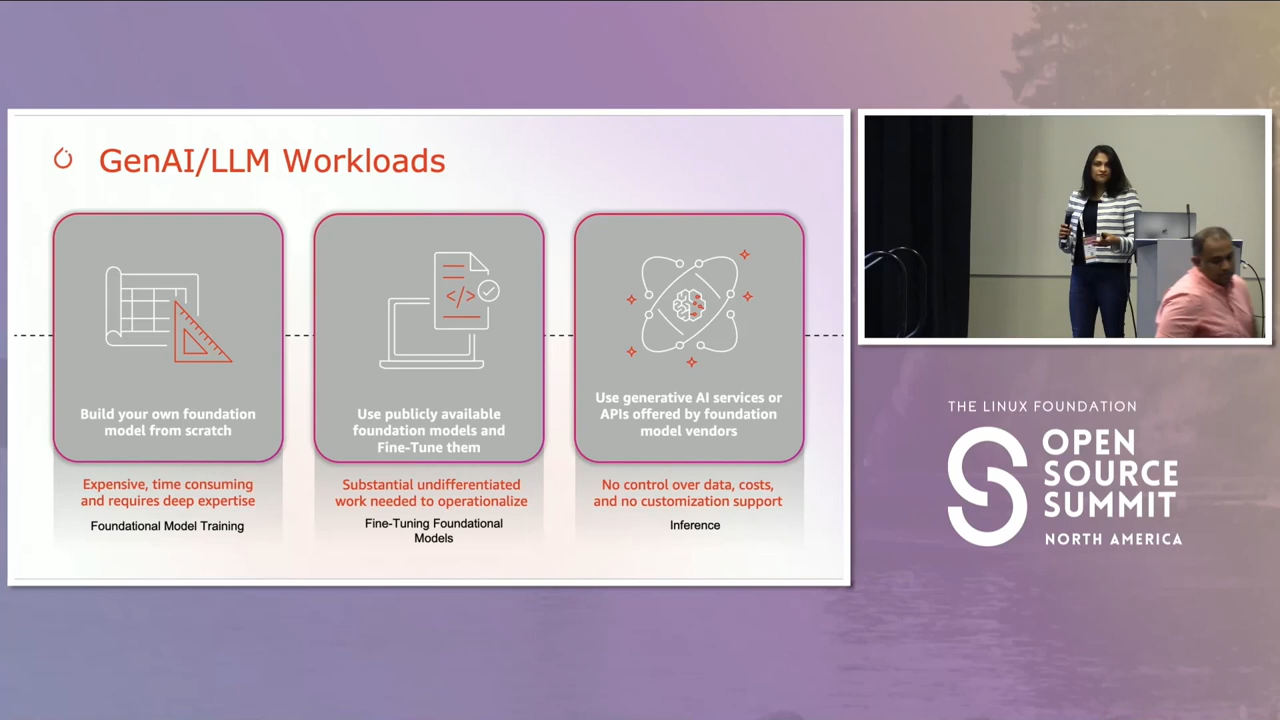 GenAI/LLM Workloads
Build your own foundation
model from scratch
Expensive, time consuming
and requires deep expertise
Foundational Model Training
</>
Use publicly available
foundation models and
Fine-Tune them
Substantial undifferentiated
work needed to operationalize
Fine-Tuning Foundational
Models
Use generative AI services or
APIs offered by foundation
model vendors
No control over data, costs,
and no customization support
Inference
THE LINUX FOUNDATION
OPEN
SOURCE
SUMMIT
NORTH AMERICA